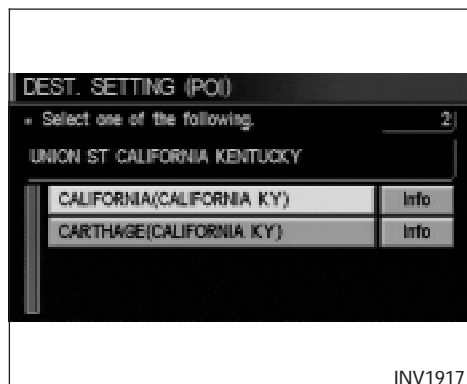 DEST. SETTING (POI)
Select one of the following. 2
UNION ST CALIFORNIA KENTUCKY
CALIFORNIA(CALIFORNIA KY) Info
CARTHAGE(CALIFORNIA KY) Info
INV1917